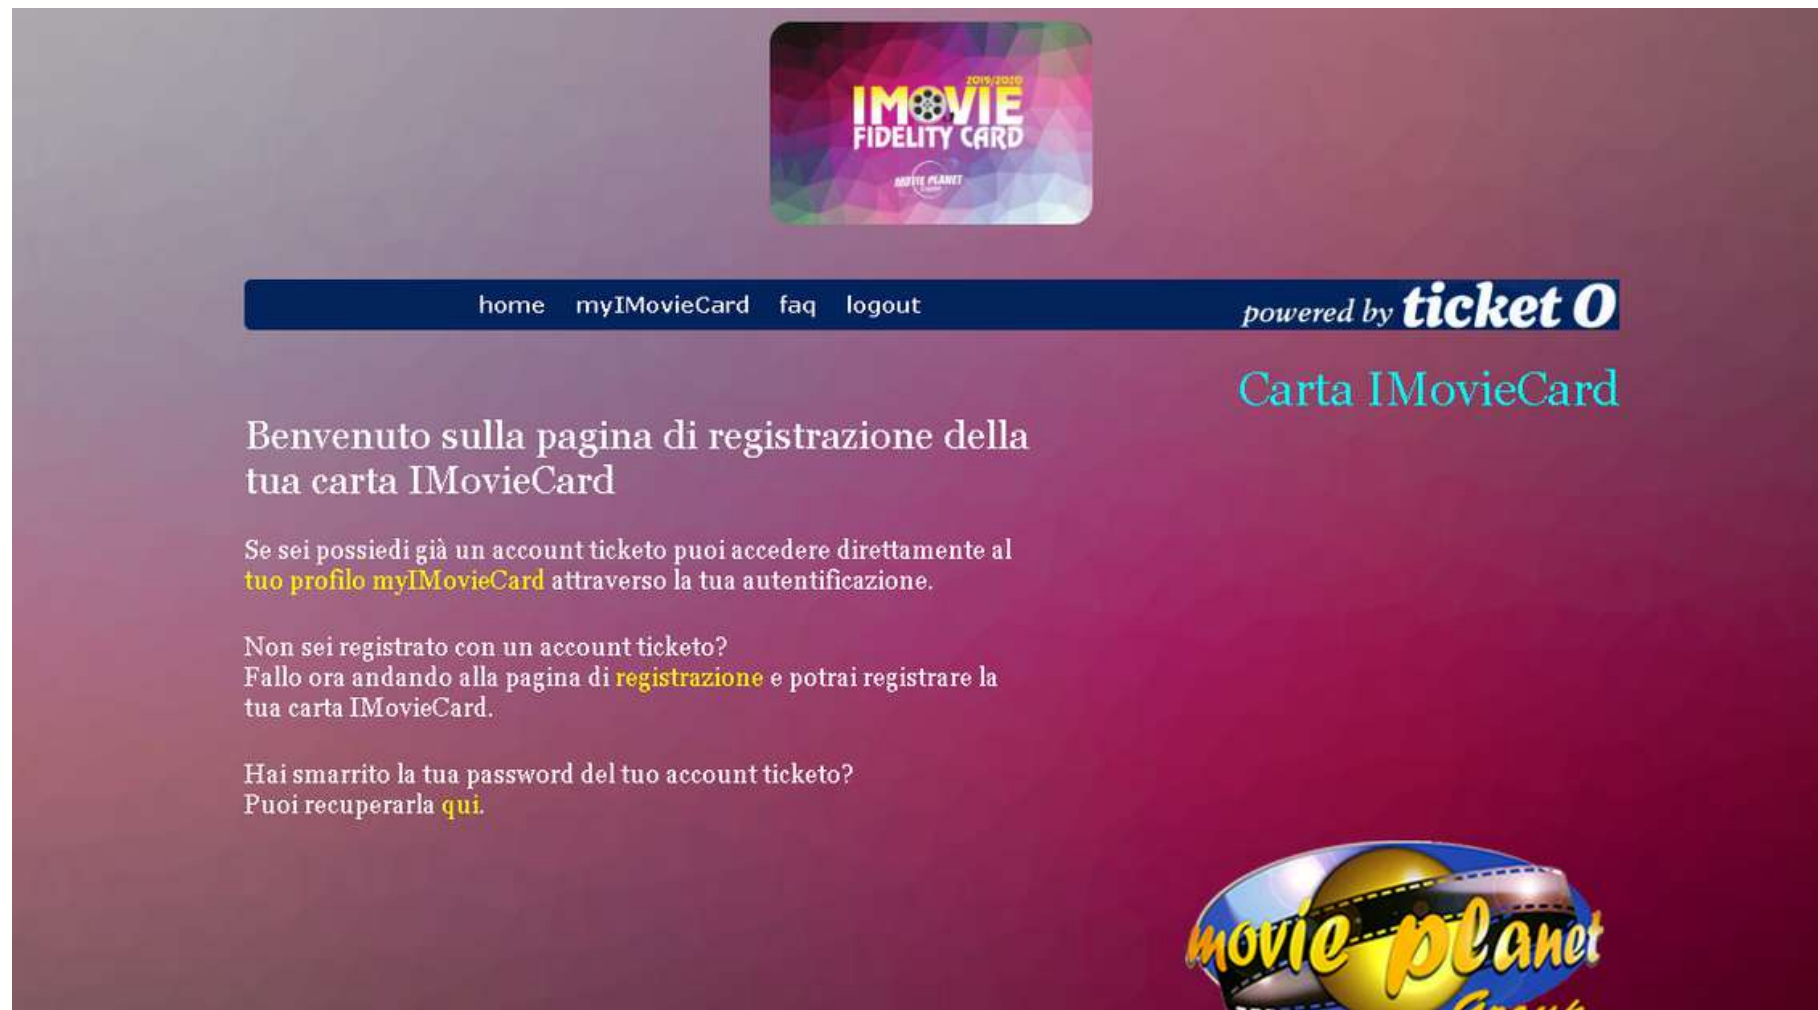 2019/2020
IMOVIE
FIDELITY CARD
MOVIE PLANET
home myIMovieCard faq logout
powered by ticket O
Carta IMovieCard
Benvenuto sulla pagina di registrazione della
tua carta IMovieCard
Se sei possiedi già un account ticketo puoi accedere direttamente al
tuo profilo myIMovieCard attraverso la tua autentificazione.
Non sei registrato con un account ticketo?
Fallo ora andando alla pagina di registrazione e potrai registrare la
tua carta IMovieCard.
Hai smarrito la tua password del tuo account ticketo?
Puoi recuperarla qui.
movie planet
Group